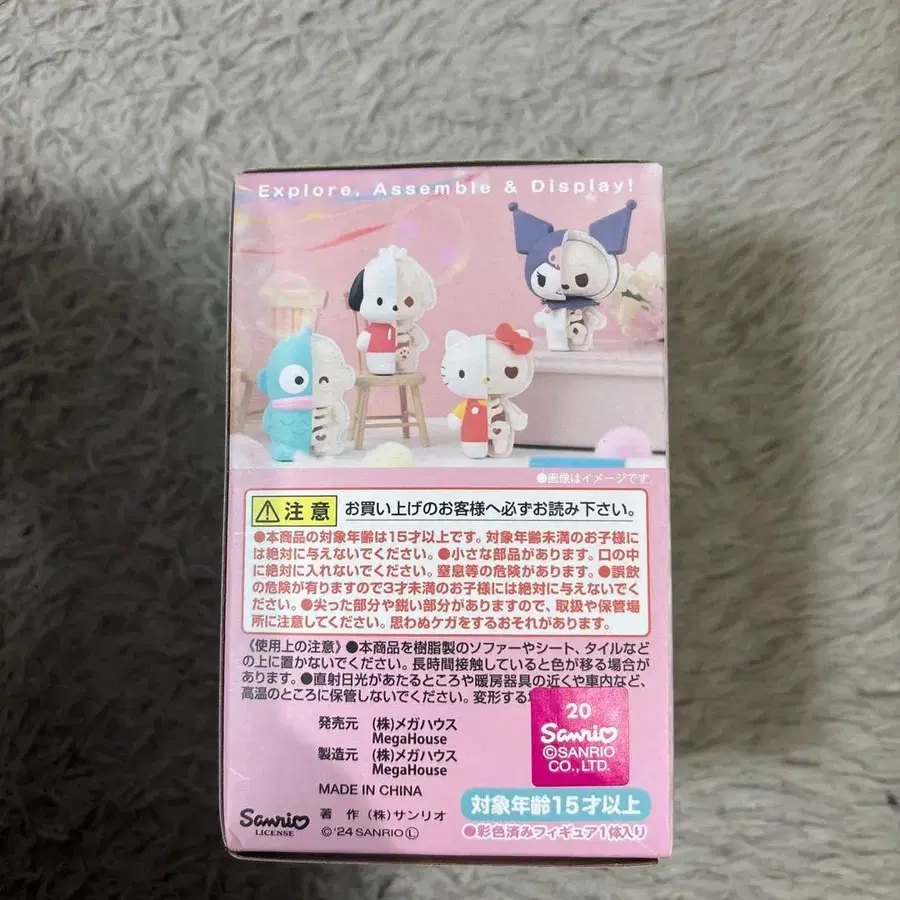 Explore, Assemble & Display!
●画像はイメージです。
注意 お買い上げのお客様へ必ずお読み下さい。
●本商品の対象年齢は15才以上です。対象年齢未満のお子様に
は絶対に与えないでください。●小さな部品があります。口の中
に絶対に入れないでください。窒息等の危険があります。●誤飲
の危険が有りますので3才未満のお子様には絶対に与えないでく
ださい。●尖った部分や鋭い部分がありますので、取扱や保管場
所に注意してください。思わぬケガをするおそれがあります。
《使用上の注意》●本商品を樹脂製のソファーやシート、タイルなど
の上に置かないでください。長時間接触していると色が移る場合が
あります。●直射日光があたるところや暖房器具の近くや車内など、
高温のところに保管しないでください。変形する
発売元 (株)メガハウス
MegaHouse
製造元 (株)メガハウス
MegaHouse
MADE IN CHINA
20
Sanrio
©SANRIO
CO.,LTD.
対象年齢15才以上
●彩色済みフィギュア1体入り
Sanrio
LICENSE
著 作 (株)サンリオ
©'24 SANRIO Ⓛ